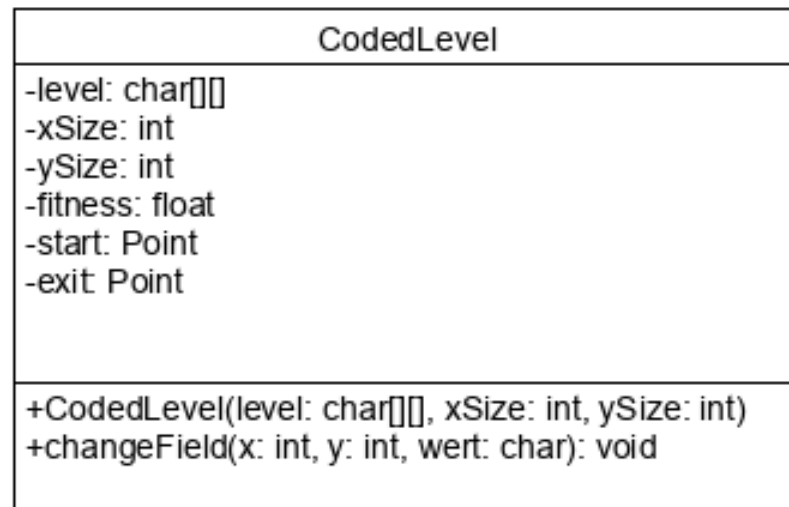 CodedLevel
-level: char[][]
-xSize: int
-ySize: int
-fitness: float
-start: Point
-exit: Point
+CodedLevel(level: char[][], xSize: int, ySize: int)
+changeField(x: int, y: int, wert: char): void